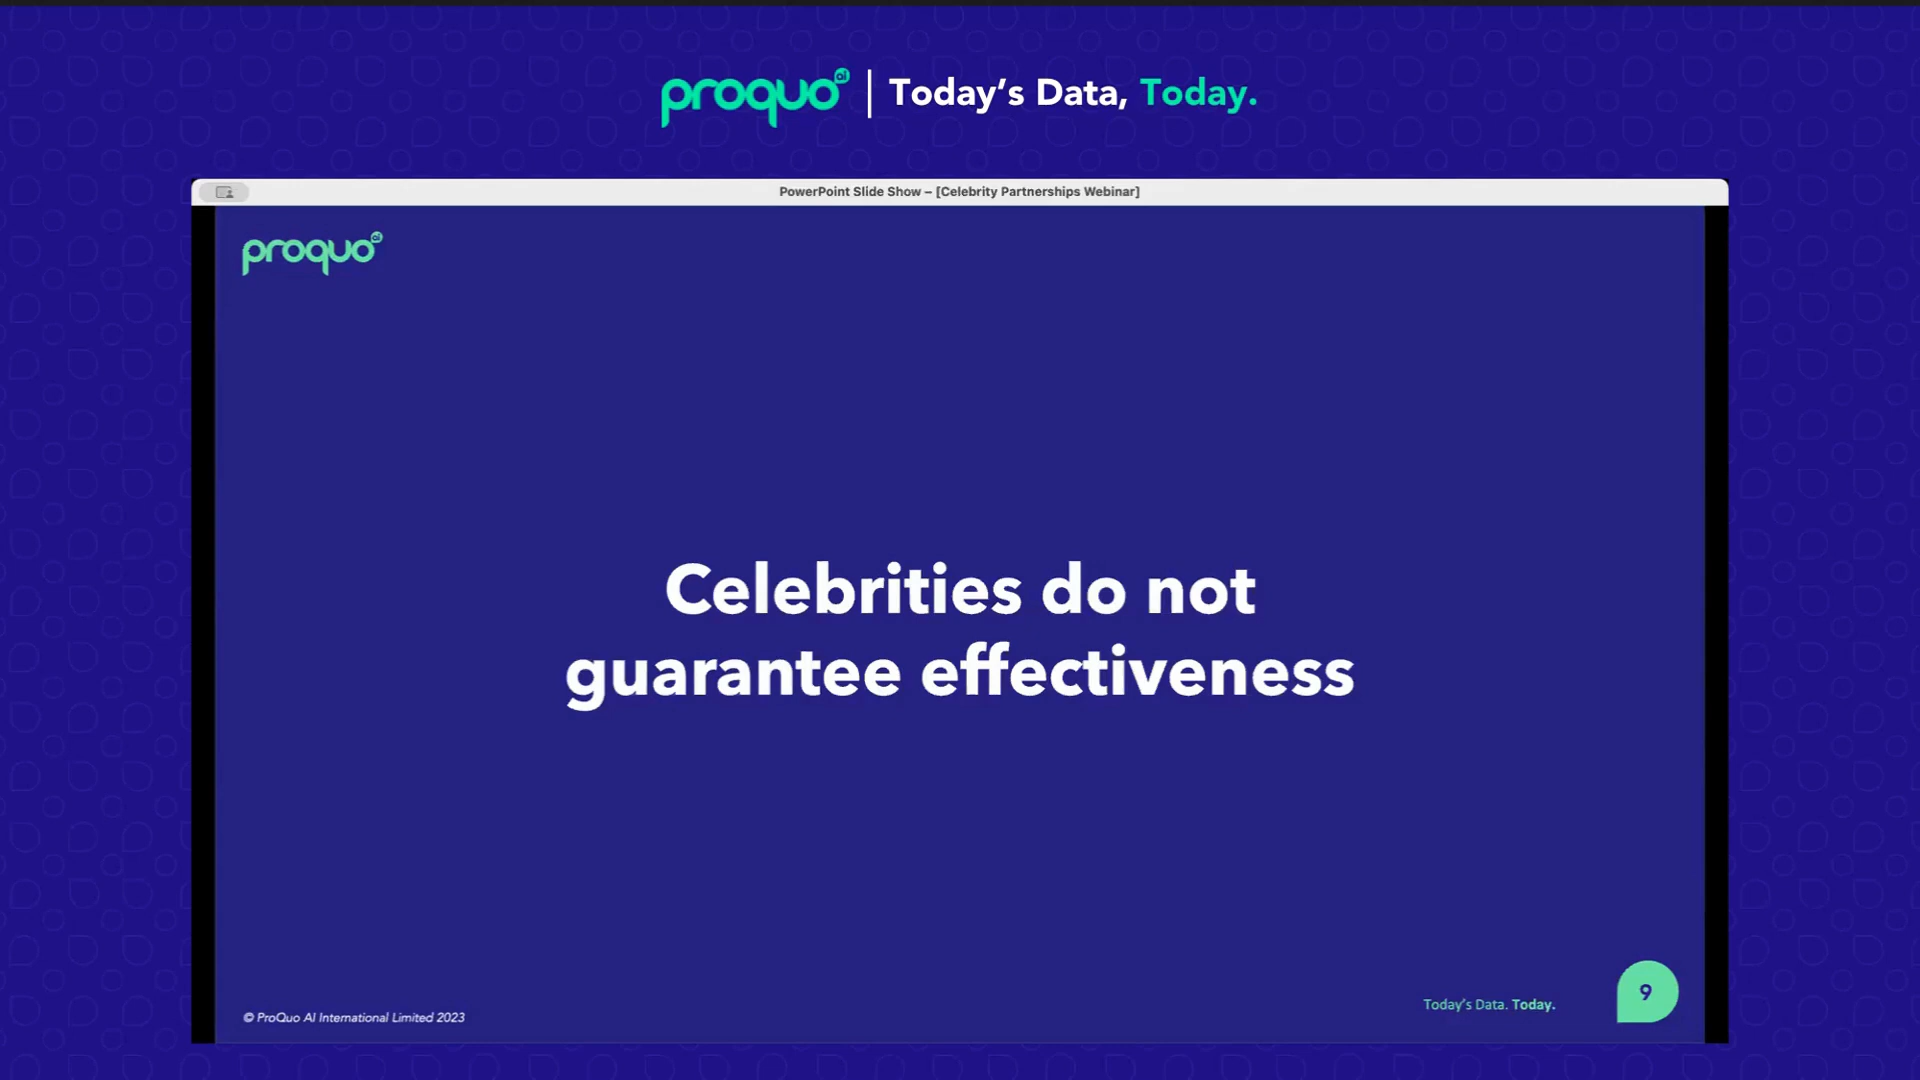 proquo ai | Today’s Data, Today.
PowerPoint Slide Show – [Celebrity Partnerships Webinar]
proquo ai
Celebrities do not
guarantee effectiveness
© ProQuo AI International Limited 2023
Today’s Data. Today.
9